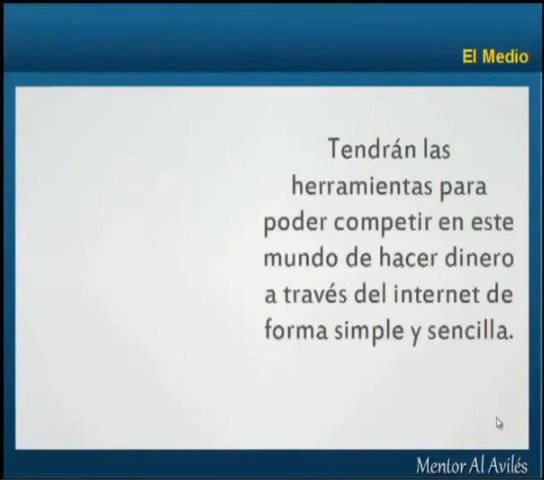 El Medio
Tendrán las
herramientas para
poder competir en este
mundo de hacer dinero
a través del internet de
forma simple y sencilla.
Mentor Al Avilés